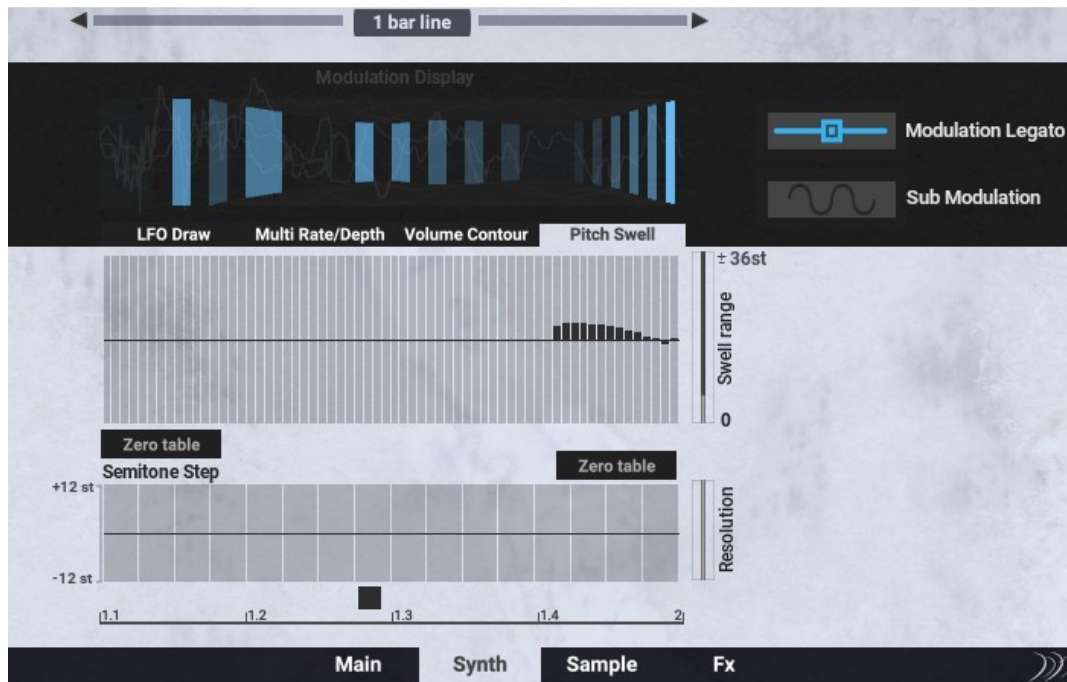 1 bar line
Modulation Display
Modulation Legato
Sub Modulation
LFO Draw Multi Rate/Depth Volume Contour Pitch Swell
± 36st
Swell range
0
Zero table
Semitone Step
Zero table
+12 st
-12 st
Resolution
1.1 1.2 1.3 1.4 2
Main Synth Sample Fx